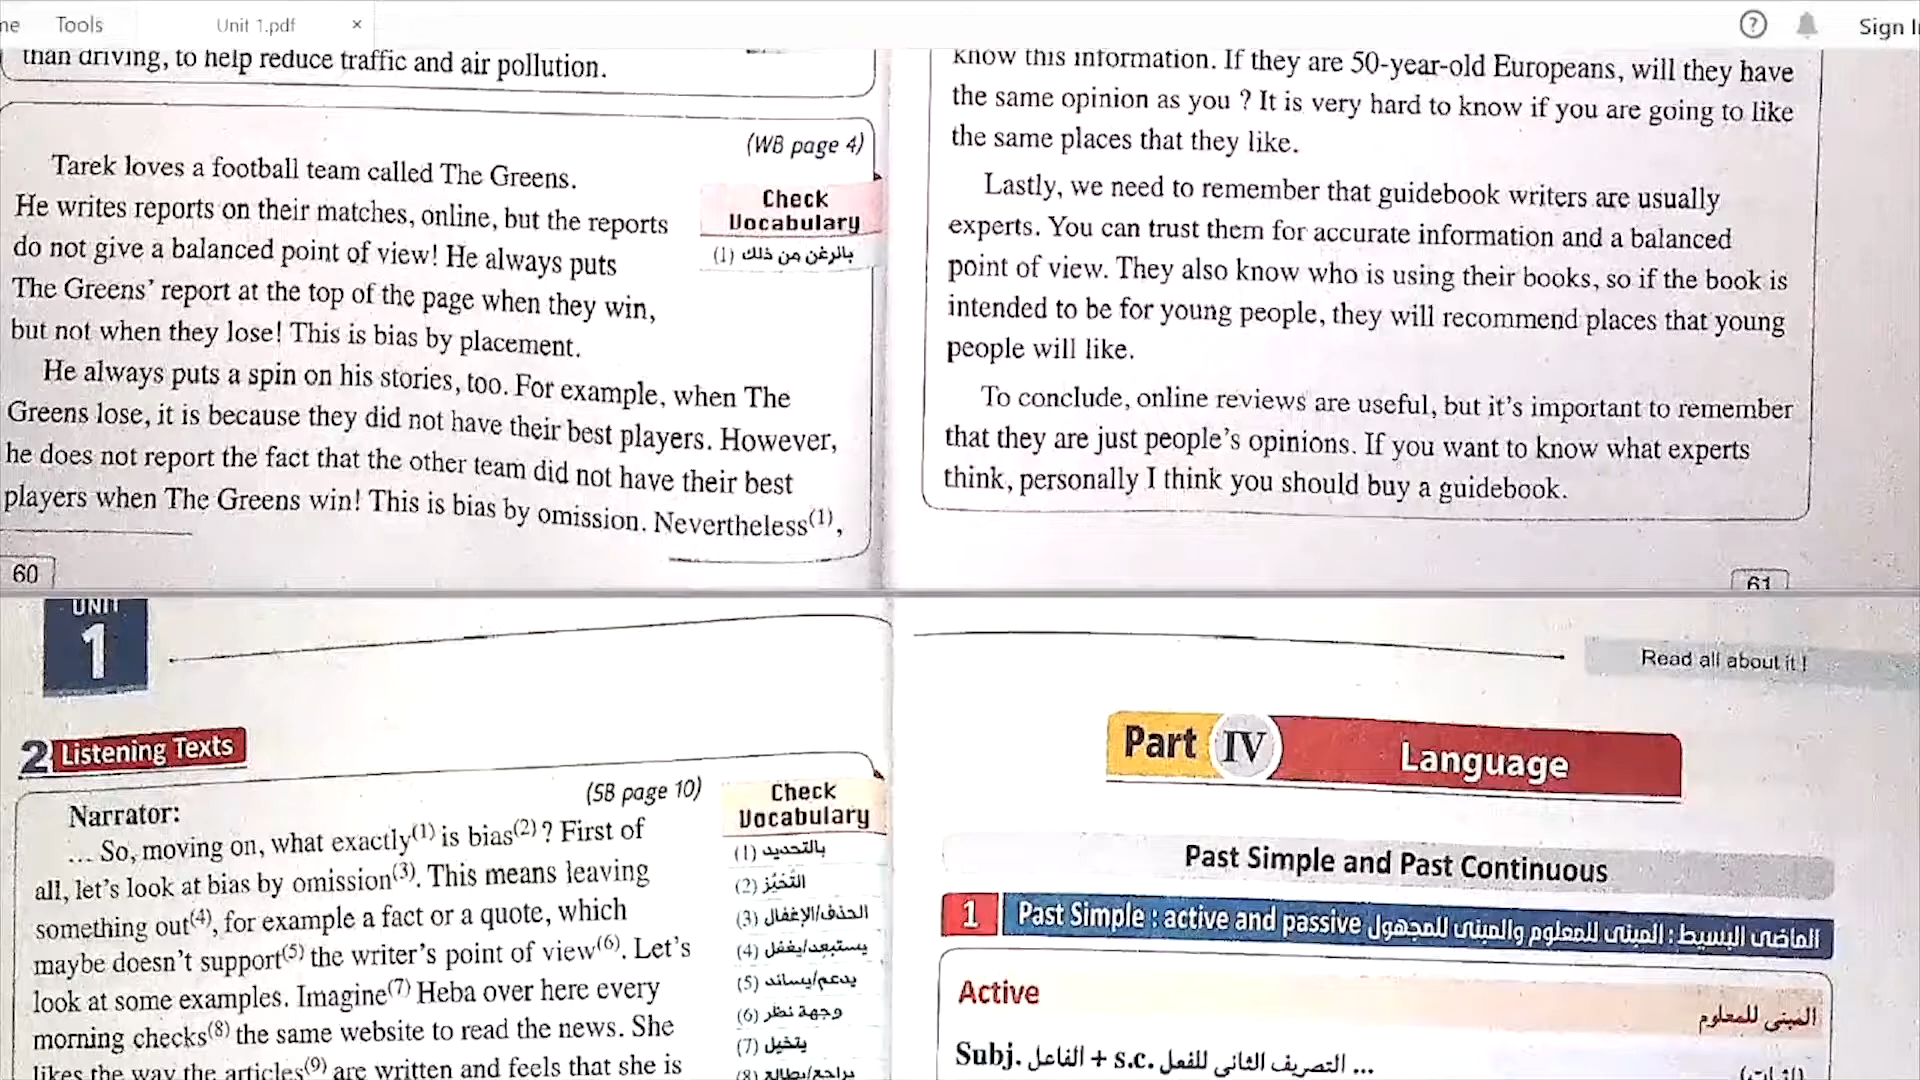 Tools
Unit 1.pdf
×
?
Sign I
than driving, to help reduce traffic and air pollution.
(WB page 4)
Tarek loves a football team called The Greens.
He writes reports on their matches, online, but the reports
do not give a balanced point of view! He always puts
The Greens' report at the top of the page when they win,
but not when they lose! This is bias by placement.
He always puts a spin on his stories, too. For example, when The
Greens lose, it is because they did not have their best players. However,
he does not report the fact that the other team did not have their best
players when The Greens win! This is bias by omission. Nevertheless(1),
Check
Vocabulary
(1) بالرغن من ذلك
60
know this information. If they are 50-year-old Europeans, will they have
the same opinion as you ? It is very hard to know if you are going to like
the same places that they like.
Lastly, we need to remember that guidebook writers are usually
experts. You can trust them for accurate information and a balanced
point of view. They also know who is using their books, so if the book is
intended to be for young people, they will recommend places that young
people will like.
To conclude, online reviews are useful, but it's important to remember
that they are just people's opinions. If you want to know what experts
think, personally I think you should buy a guidebook.
61
UNIT
1
2 Listening Texts
(SB page 10)
Narrator:
... So, moving on, what exactly(1) is bias(2) ? First of
all, let's look at bias by omission(3). This means leaving
something out(4), for example a fact or a quote, which
maybe doesn't support(5) the writer's point of view(6). Let's
look at some examples. Imagine(7) Heba over here every
morning checks(8) the same website to read the news. She
likes the way the articles(9) are written and feels that she is
Check
Vocabulary
(1) بالتحديد
(2) التَحَيُّز
(3) الحذف/الإغفال
(4) يستبعد/يغفل
(5) يدعم/يساند
(6) وجهة نظر
(7) يتخيل
(8) يراجع/يطالع
Read all about it !
Part IV Language
Past Simple and Past Continuous
1 Past Simple : active and passive الماضى البسيط : المبنى للمعلوم والمبنى للمجهول
Active
المبنى للمعلوم
Subj. الفاعل + s.c. التصريف الثانى للفعل ...
(إثبات)